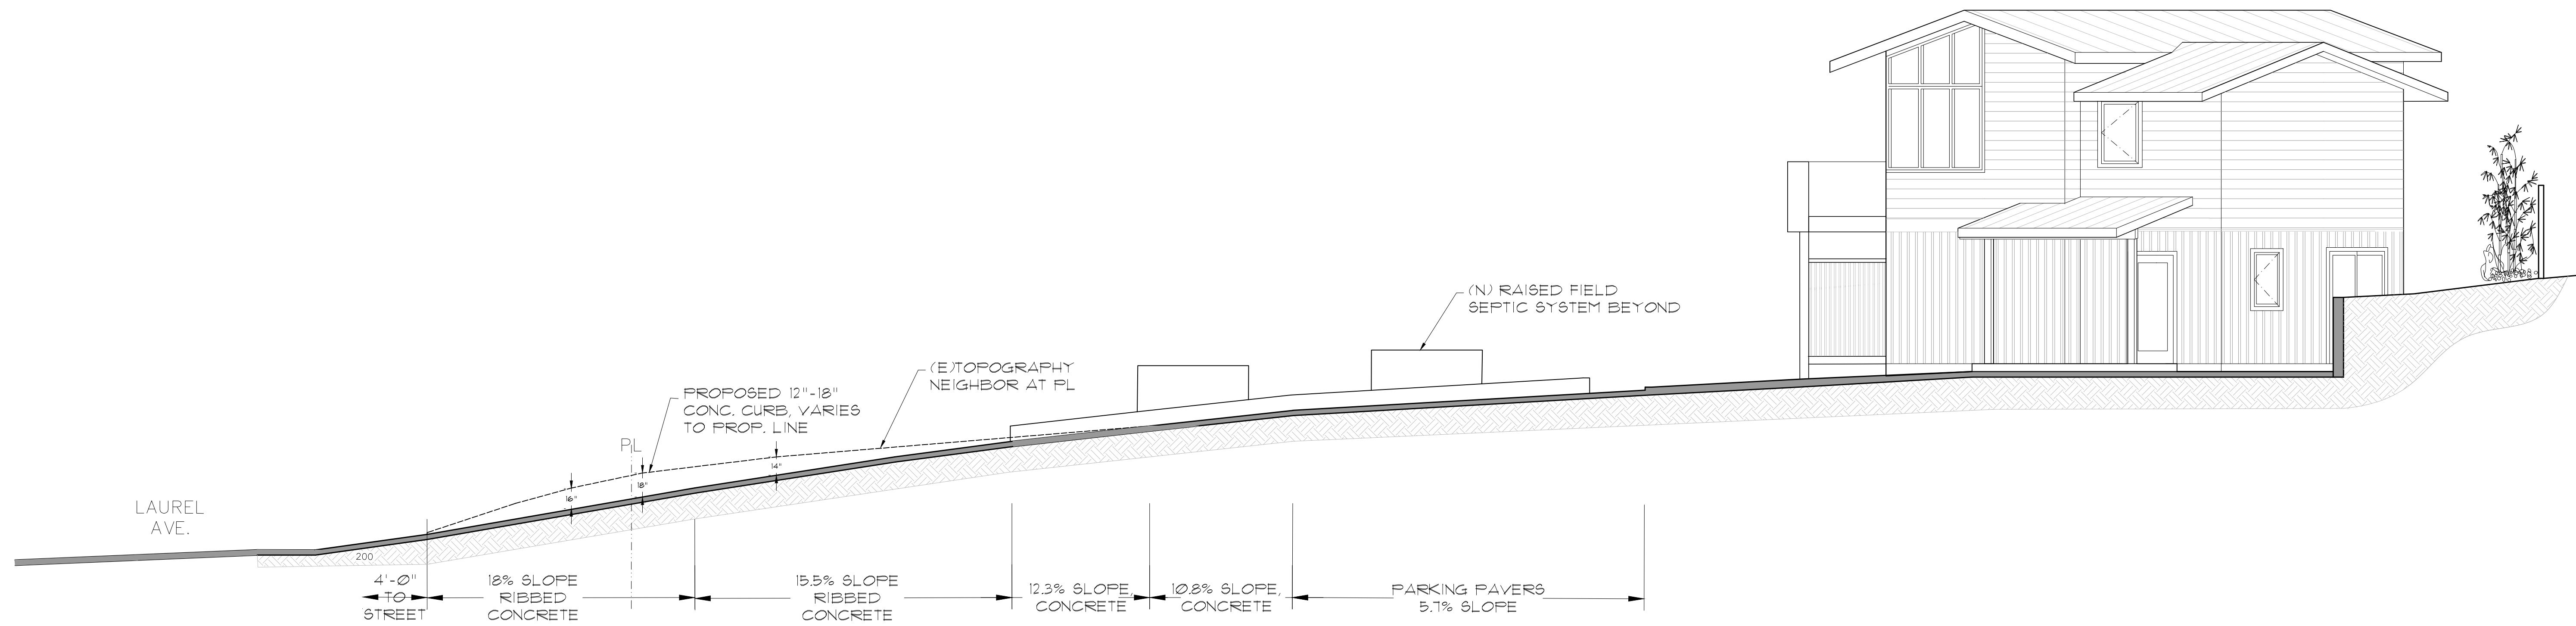 (N) RAISED FIELD
SEPTIC SYSTEM BEYOND
(E)TOPOGRAPHY
NEIGHBOR AT PL
PROPOSED 12"-18"
CONC. CURB, VARIES
TO PROP. LINE
PL
14"
18"
16"
LAUREL
AVE.
200
4'-0"
TO
STREET
18% SLOPE
RIBBED
CONCRETE
15.5% SLOPE
RIBBED
CONCRETE
12.3% SLOPE,
CONCRETE
10.8% SLOPE,
CONCRETE
PARKING PAVERS
5.7% SLOPE